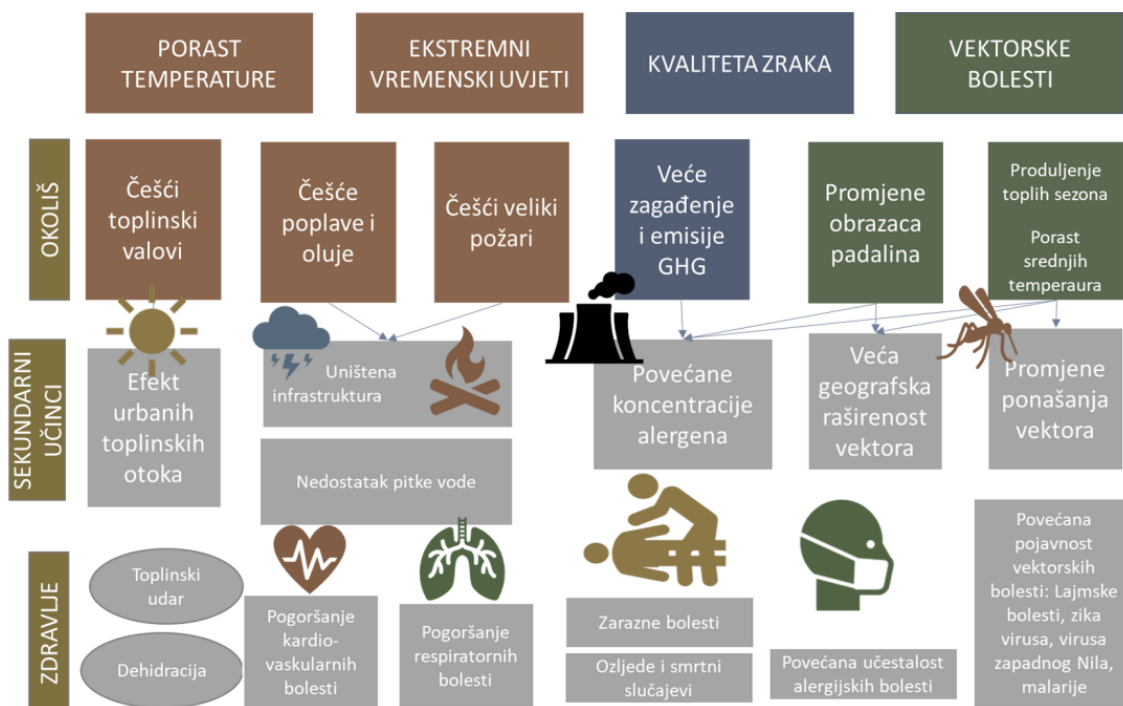 PORAST
TEMPERATURE
EKSTREMNI
VREMENSKI UVJETI
KVALITETA ZRAKA
VEKTORSKE
BOLESTI
OKOLIŠ
Češći
toplinski
valovi
Češće
poplave i
oluje
Češći veliki
požari
Veće
zagađenje
i emisije
GHG
Promjene
obrazaca
padalina
Produljenje
toplih sezona
Porast
srednjih
temperaura
SEKUNDARNI
UČINCI
Efekt
urbanih
toplinskih
otoka
Uništena
infrastruktura
Nedostatak pitke vode
Povećane
koncentracije
alergena
Veća
geografska
raširenost
vektora
Promjene
ponašanja
vektora
ZDRAVLJE
Toplinski
udar
Dehidracija
Pogoršanje
kardio-
vaskularnih
bolesti
Pogoršanje
respiratornih
bolesti
Zarazne bolesti
Ozljede i smrtni
slučajevi
Povećana učestalost
alergijskih bolesti
Povećana
pojavnost
vektorskih
bolesti: Lajmske
bolesti, zika
virusa, virusa
zapadnog Nila,
malarije